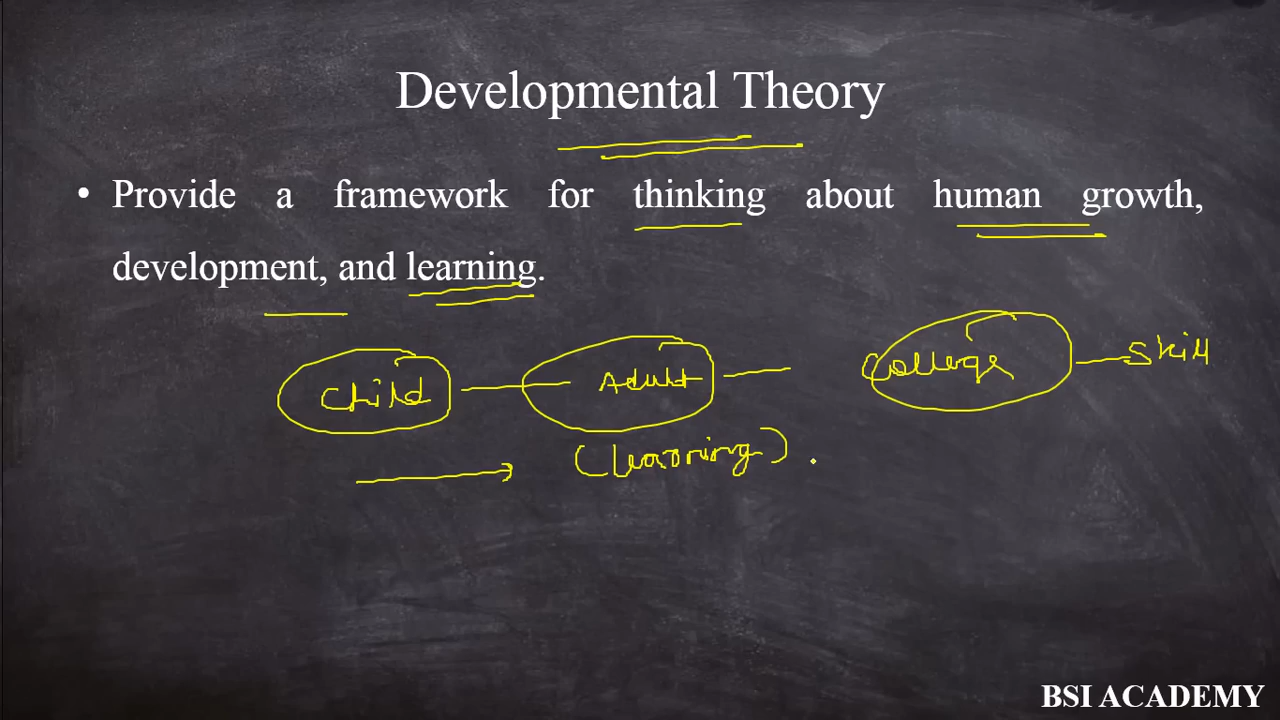 Developmental Theory
• Provide a framework for thinking about human growth,
development, and learning.
Child Adult College Skill
(learning)
BSI ACADEMY